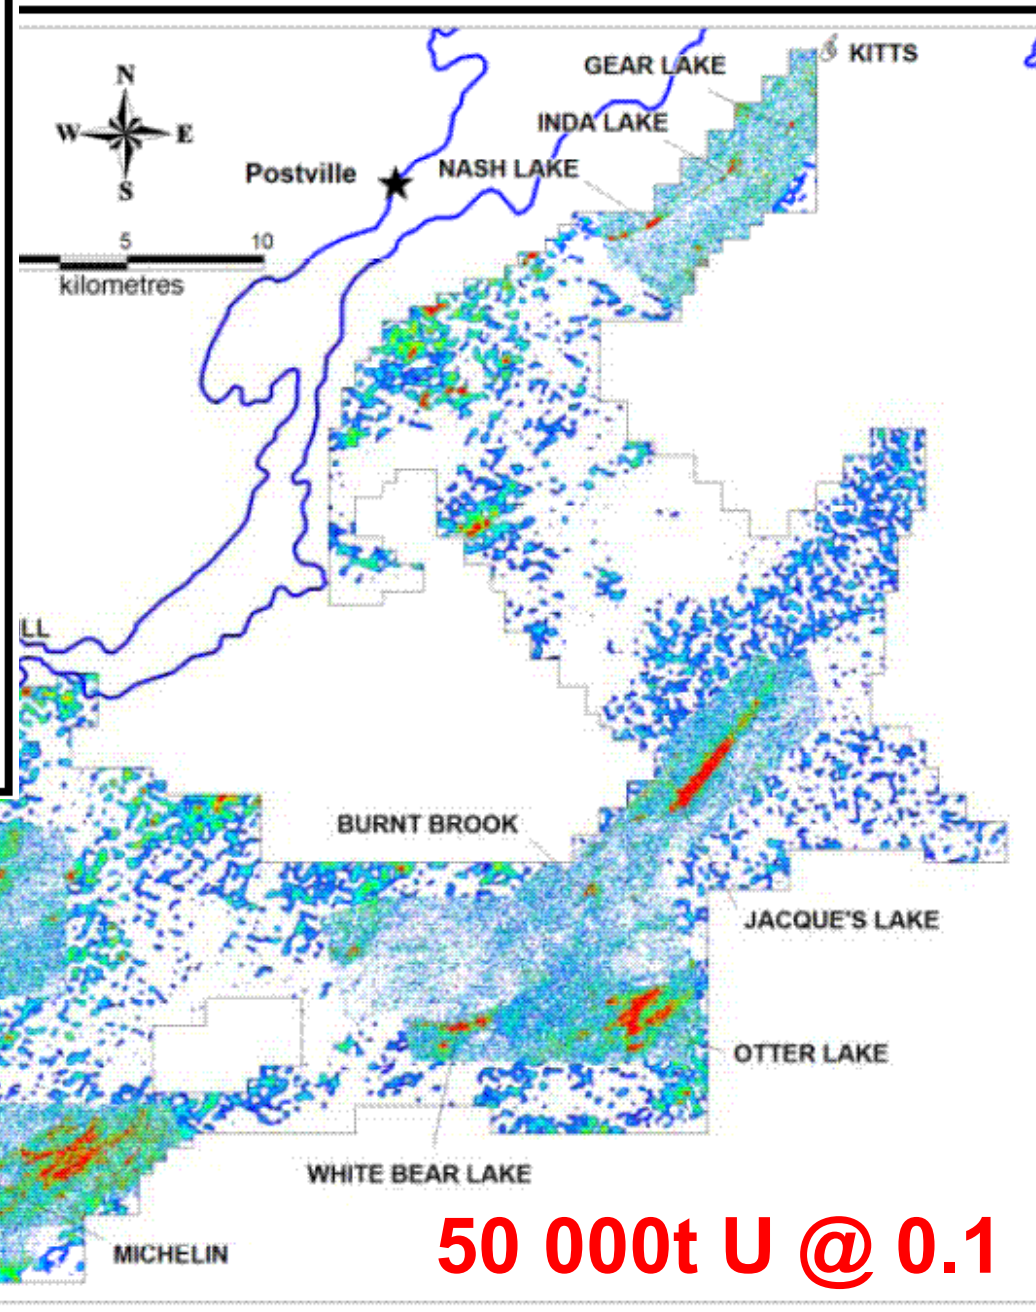 KITTS
GEAR LAKE
N
INDA LAKE
W E
NASH LAKE
Postville
S
5 10
kilometres
LL
BURNT BROOK
JACQUE'S LAKE
OTTER LAKE
WHITE BEAR LAKE
50 000t U @ 0.1
MICHELIN